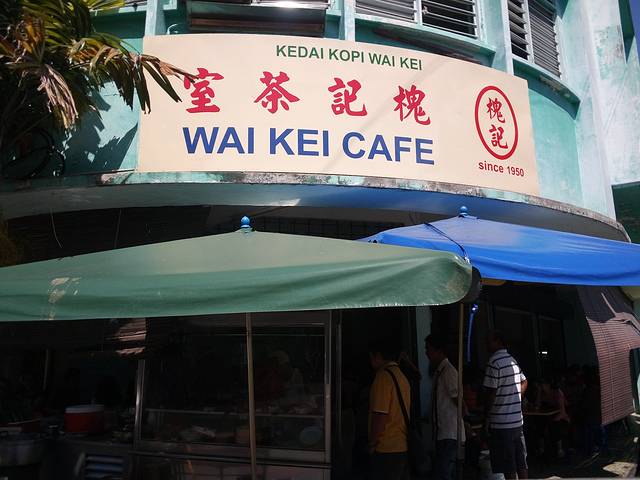 KEDAI KOPI WAI KEI
室茶記槐
WAI KEI CAFE
槐記
since 1950